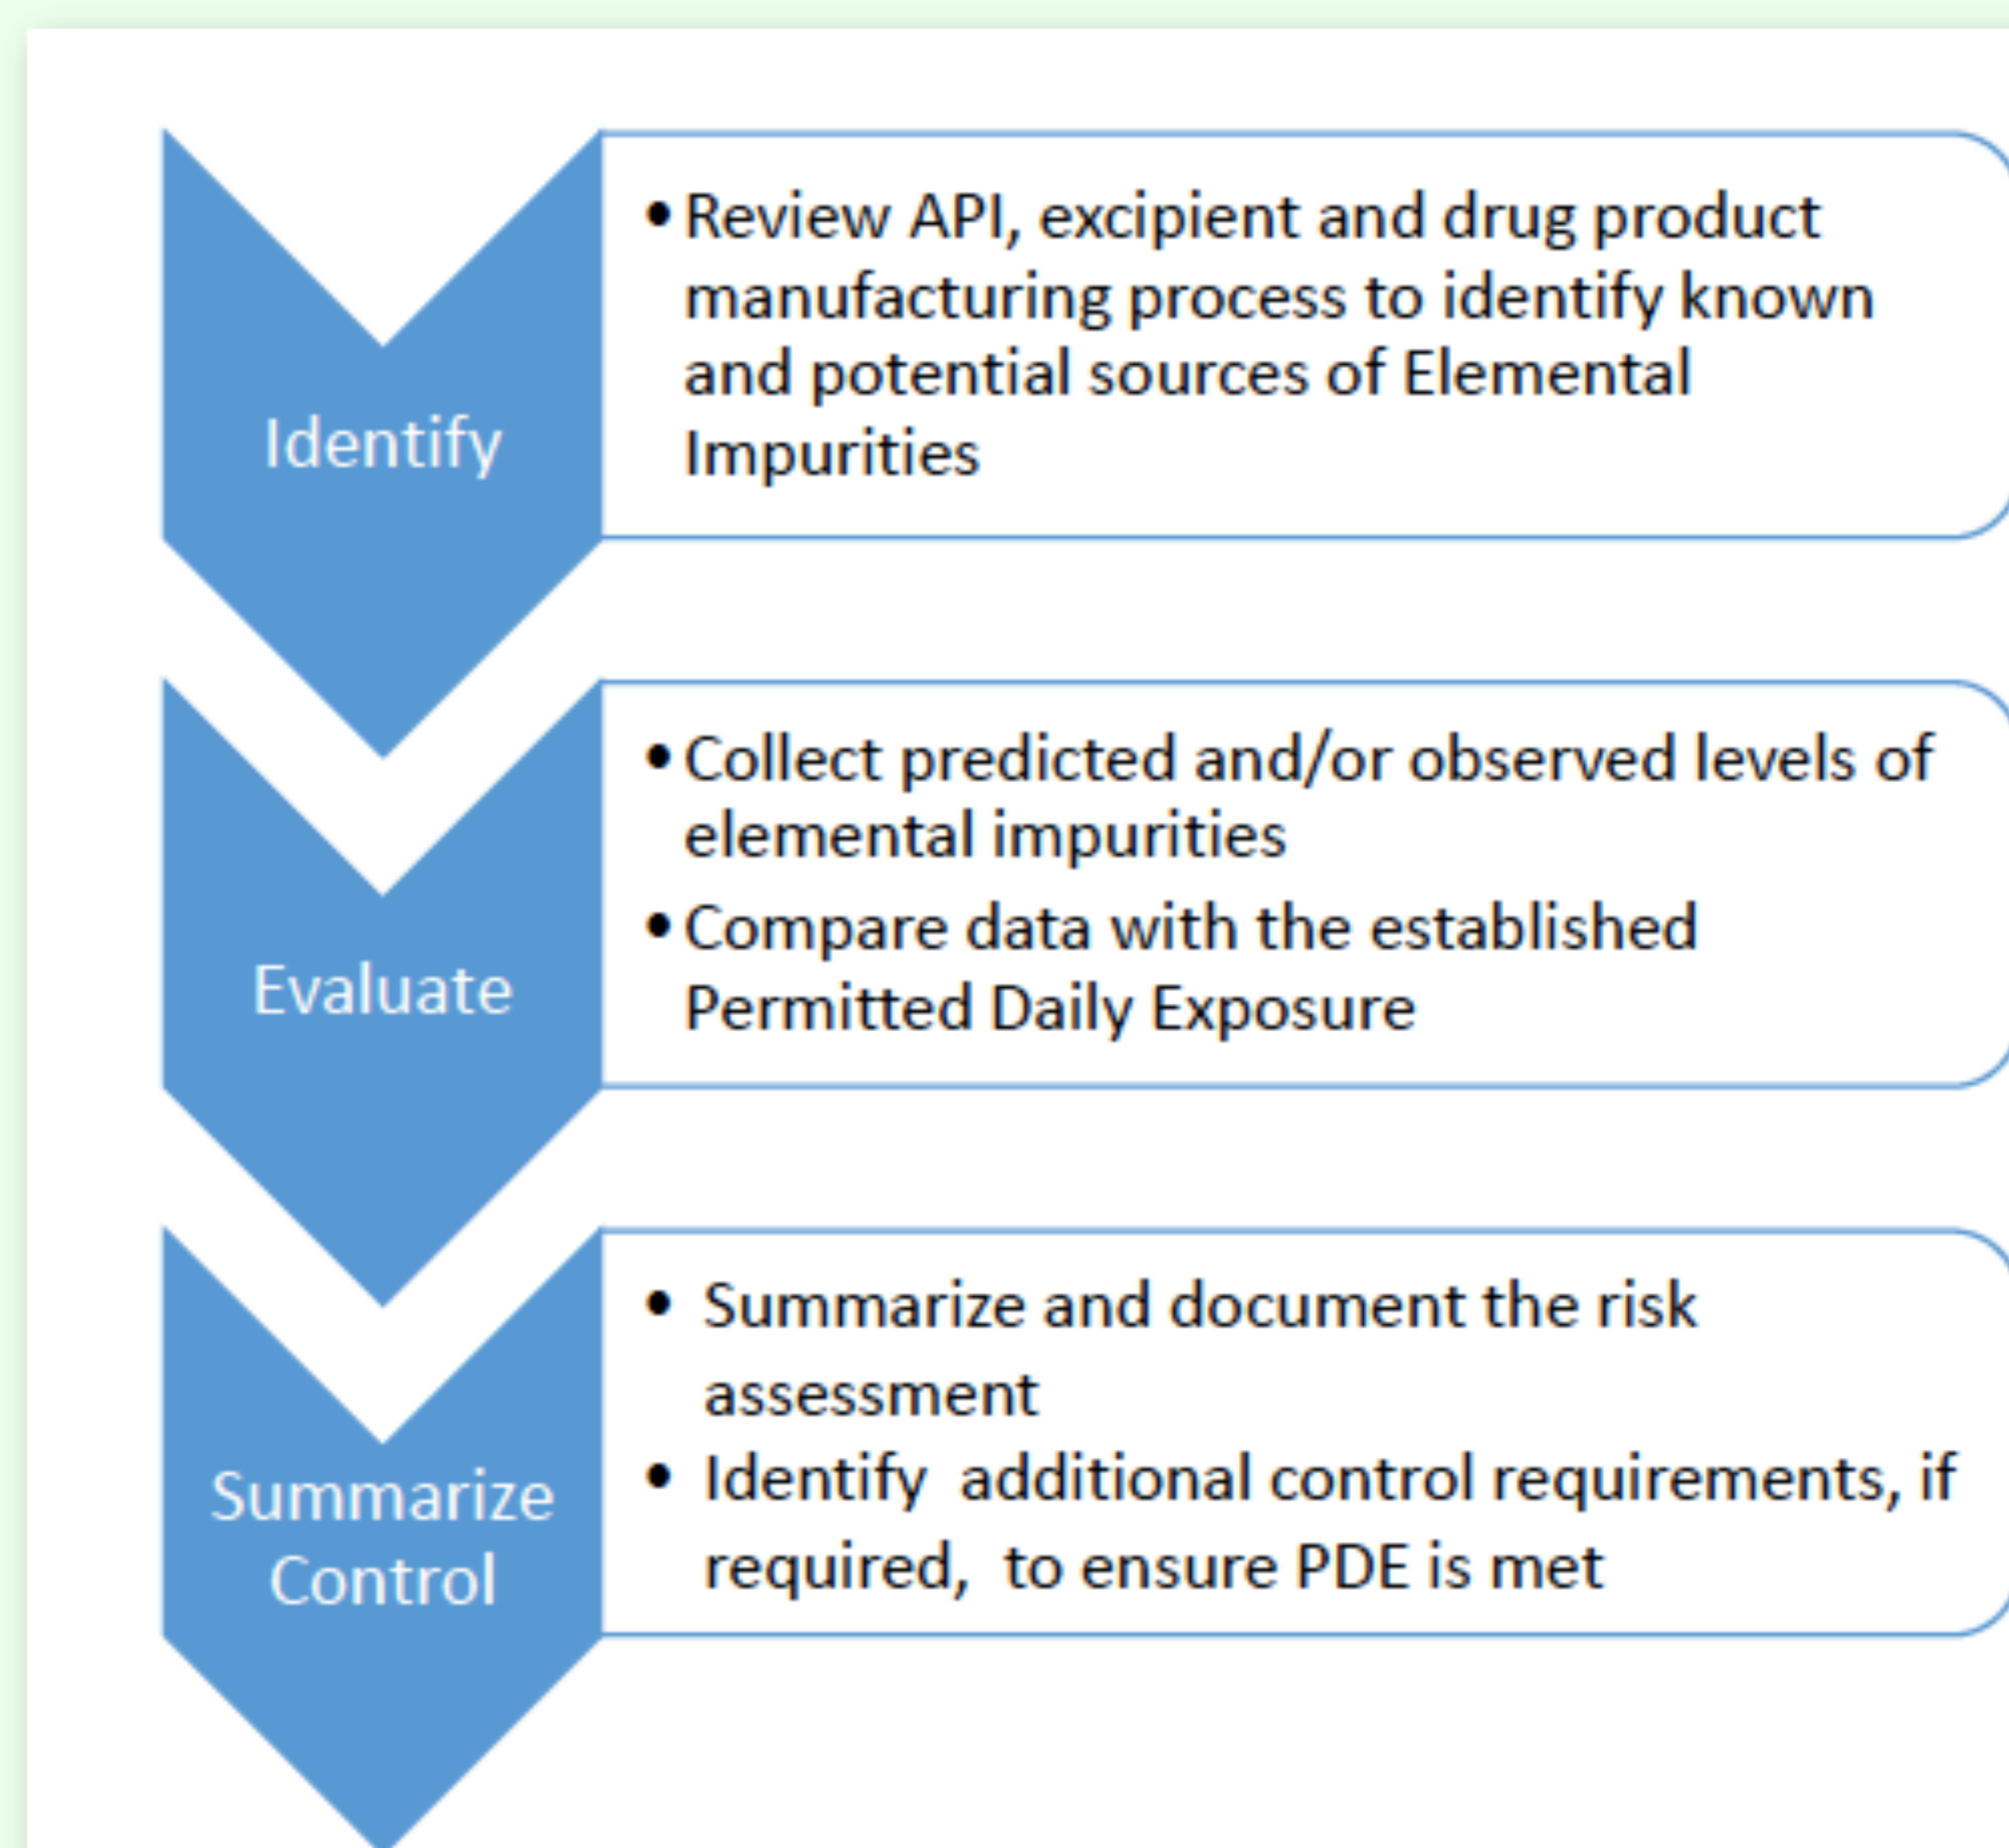 Identify
• Review API, excipient and drug product
manufacturing process to identify known
and potential sources of Elemental
Impurities
Evaluate
• Collect predicted and/or observed levels of
elemental impurities
• Compare data with the established
Permitted Daily Exposure
Summarize
Control
• Summarize and document the risk
assessment
• Identify  additional control requirements, if
required,  to ensure PDE is met